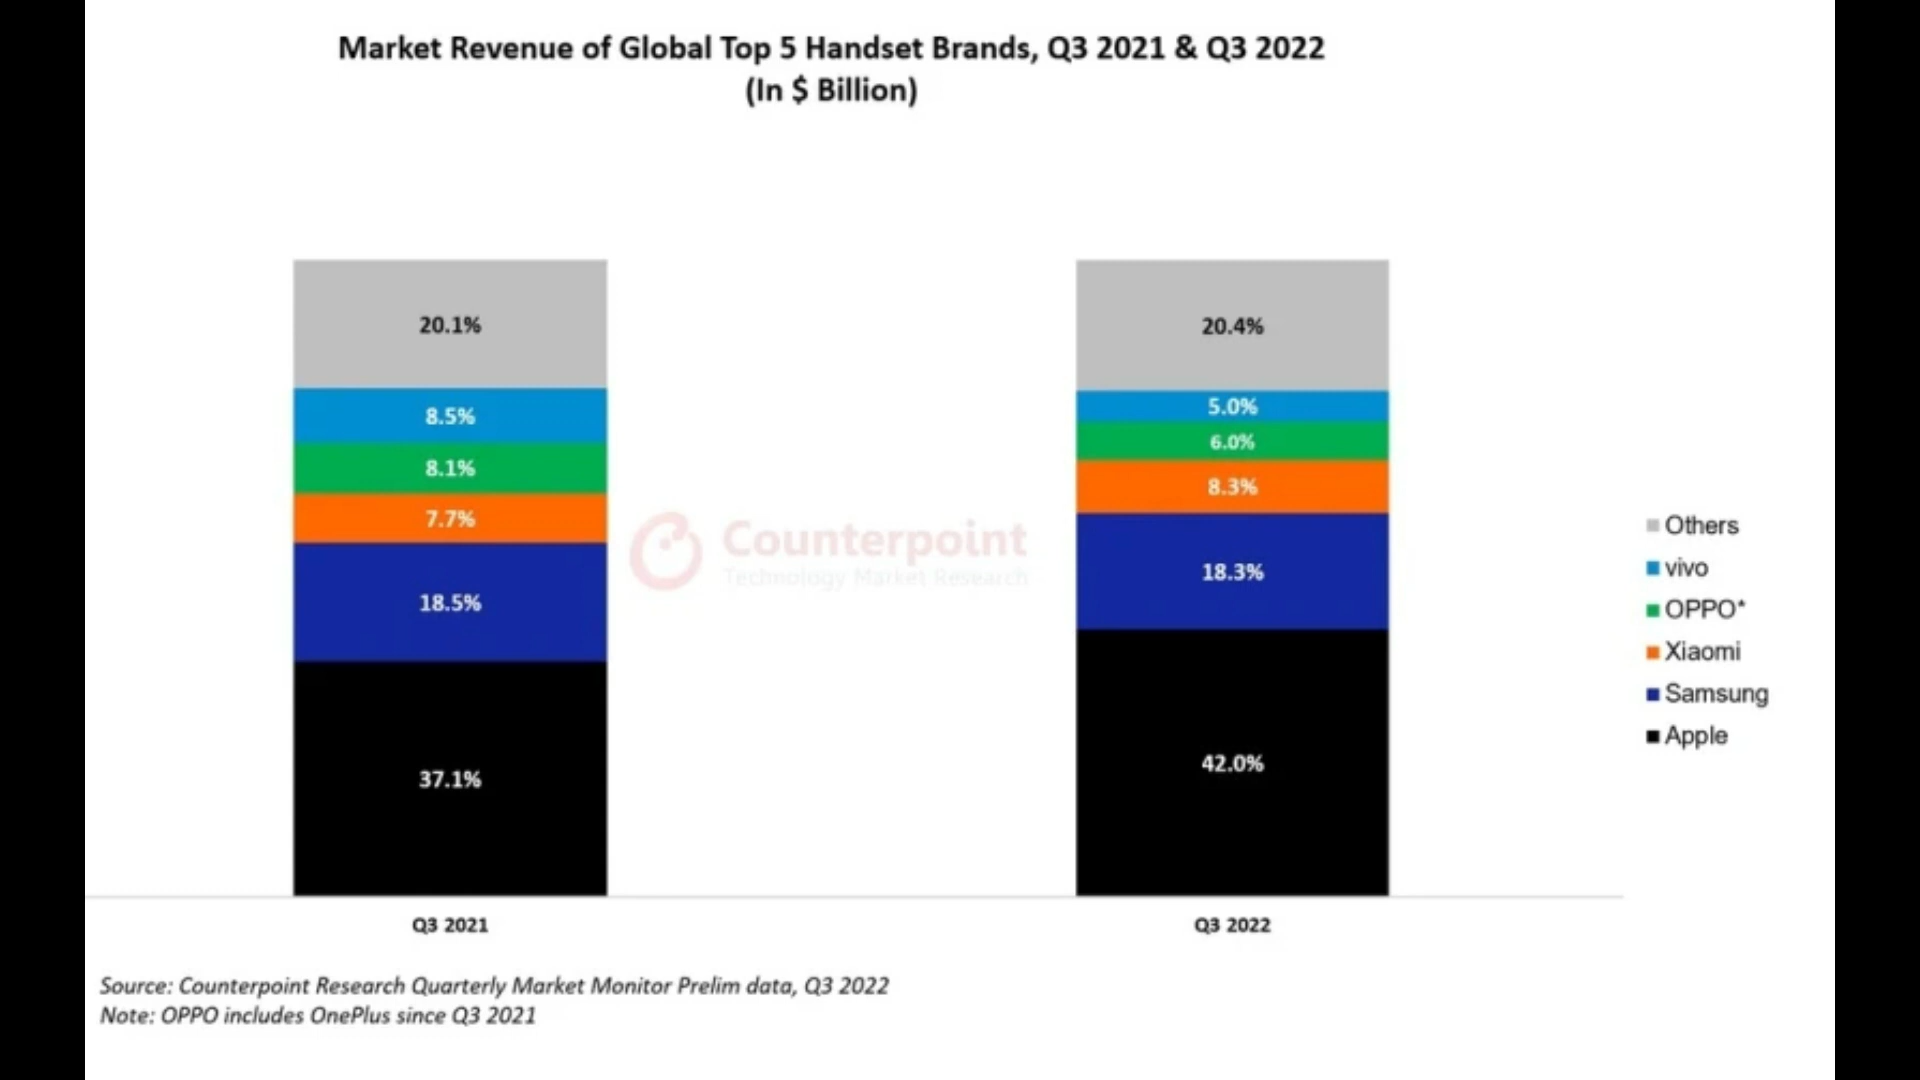 Market Revenue of Global Top 5 Handset Brands, Q3 2021 & Q3 2022
(In $ Billion)
20.1%
8.5%
8.1%
7.7%
18.5%
37.1%
Q3 2021
20.4%
5.0%
6.0%
8.3%
18.3%
42.0%
Q3 2022
Counterpoint
Technology Market Research
Others
vivo
OPPO*
Xiaomi
Samsung
Apple
Source: Counterpoint Research Quarterly Market Monitor Prelim data, Q3 2022
Note: OPPO includes OnePlus since Q3 2021